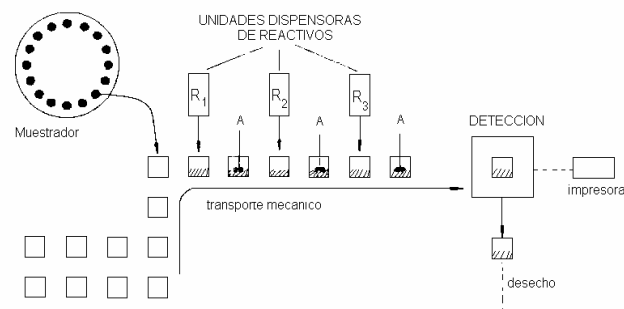 UNIDADES DISPENSORAS
DE REACTIVOS
R1
R2
R3
A
A
A
Muestrador
DETECCION
impresora
transporte mecanico
desecho